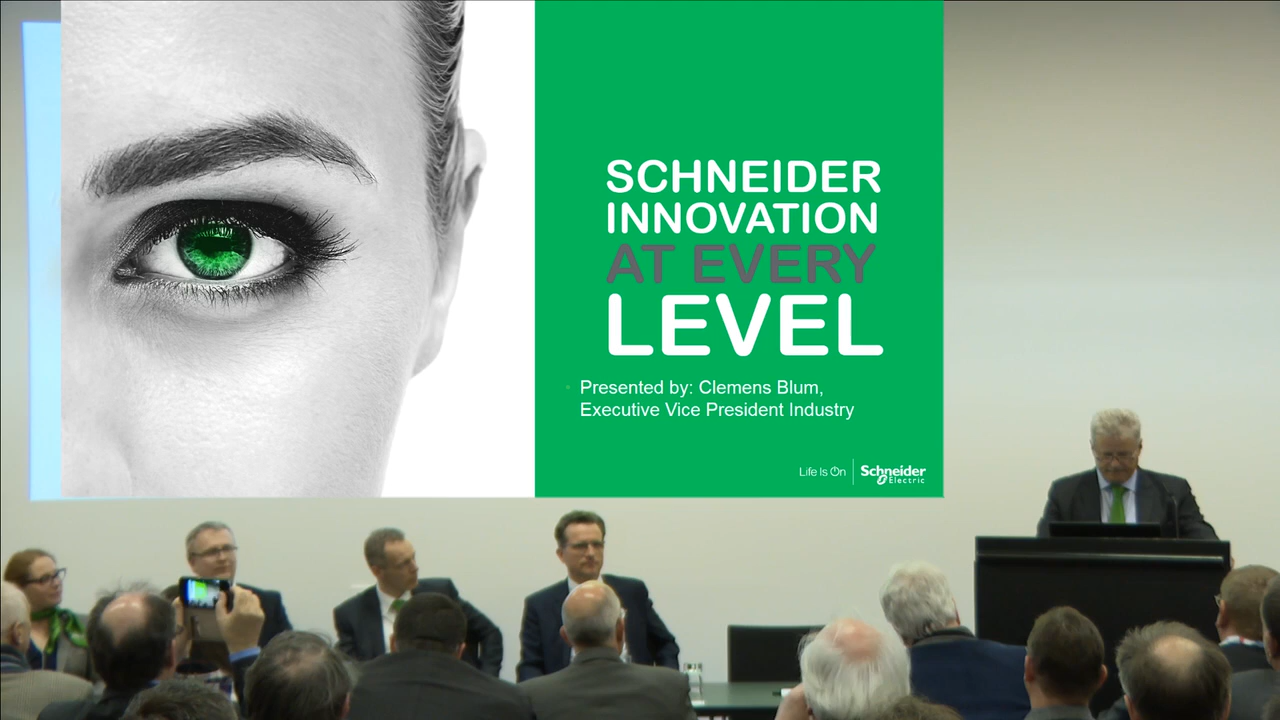 SCHNEIDER
INNOVATION
AT EVERY
LEVEL
Presented by: Clemens Blum,
Executive Vice President Industry
Life Is On
Schneider
Electric